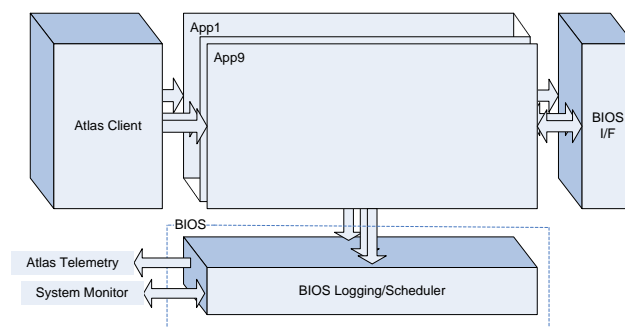 App1
App9
Atlas Client
BIOS
I/F
BIOS
Atlas Telemetry
System Monitor
BIOS Logging/Scheduler